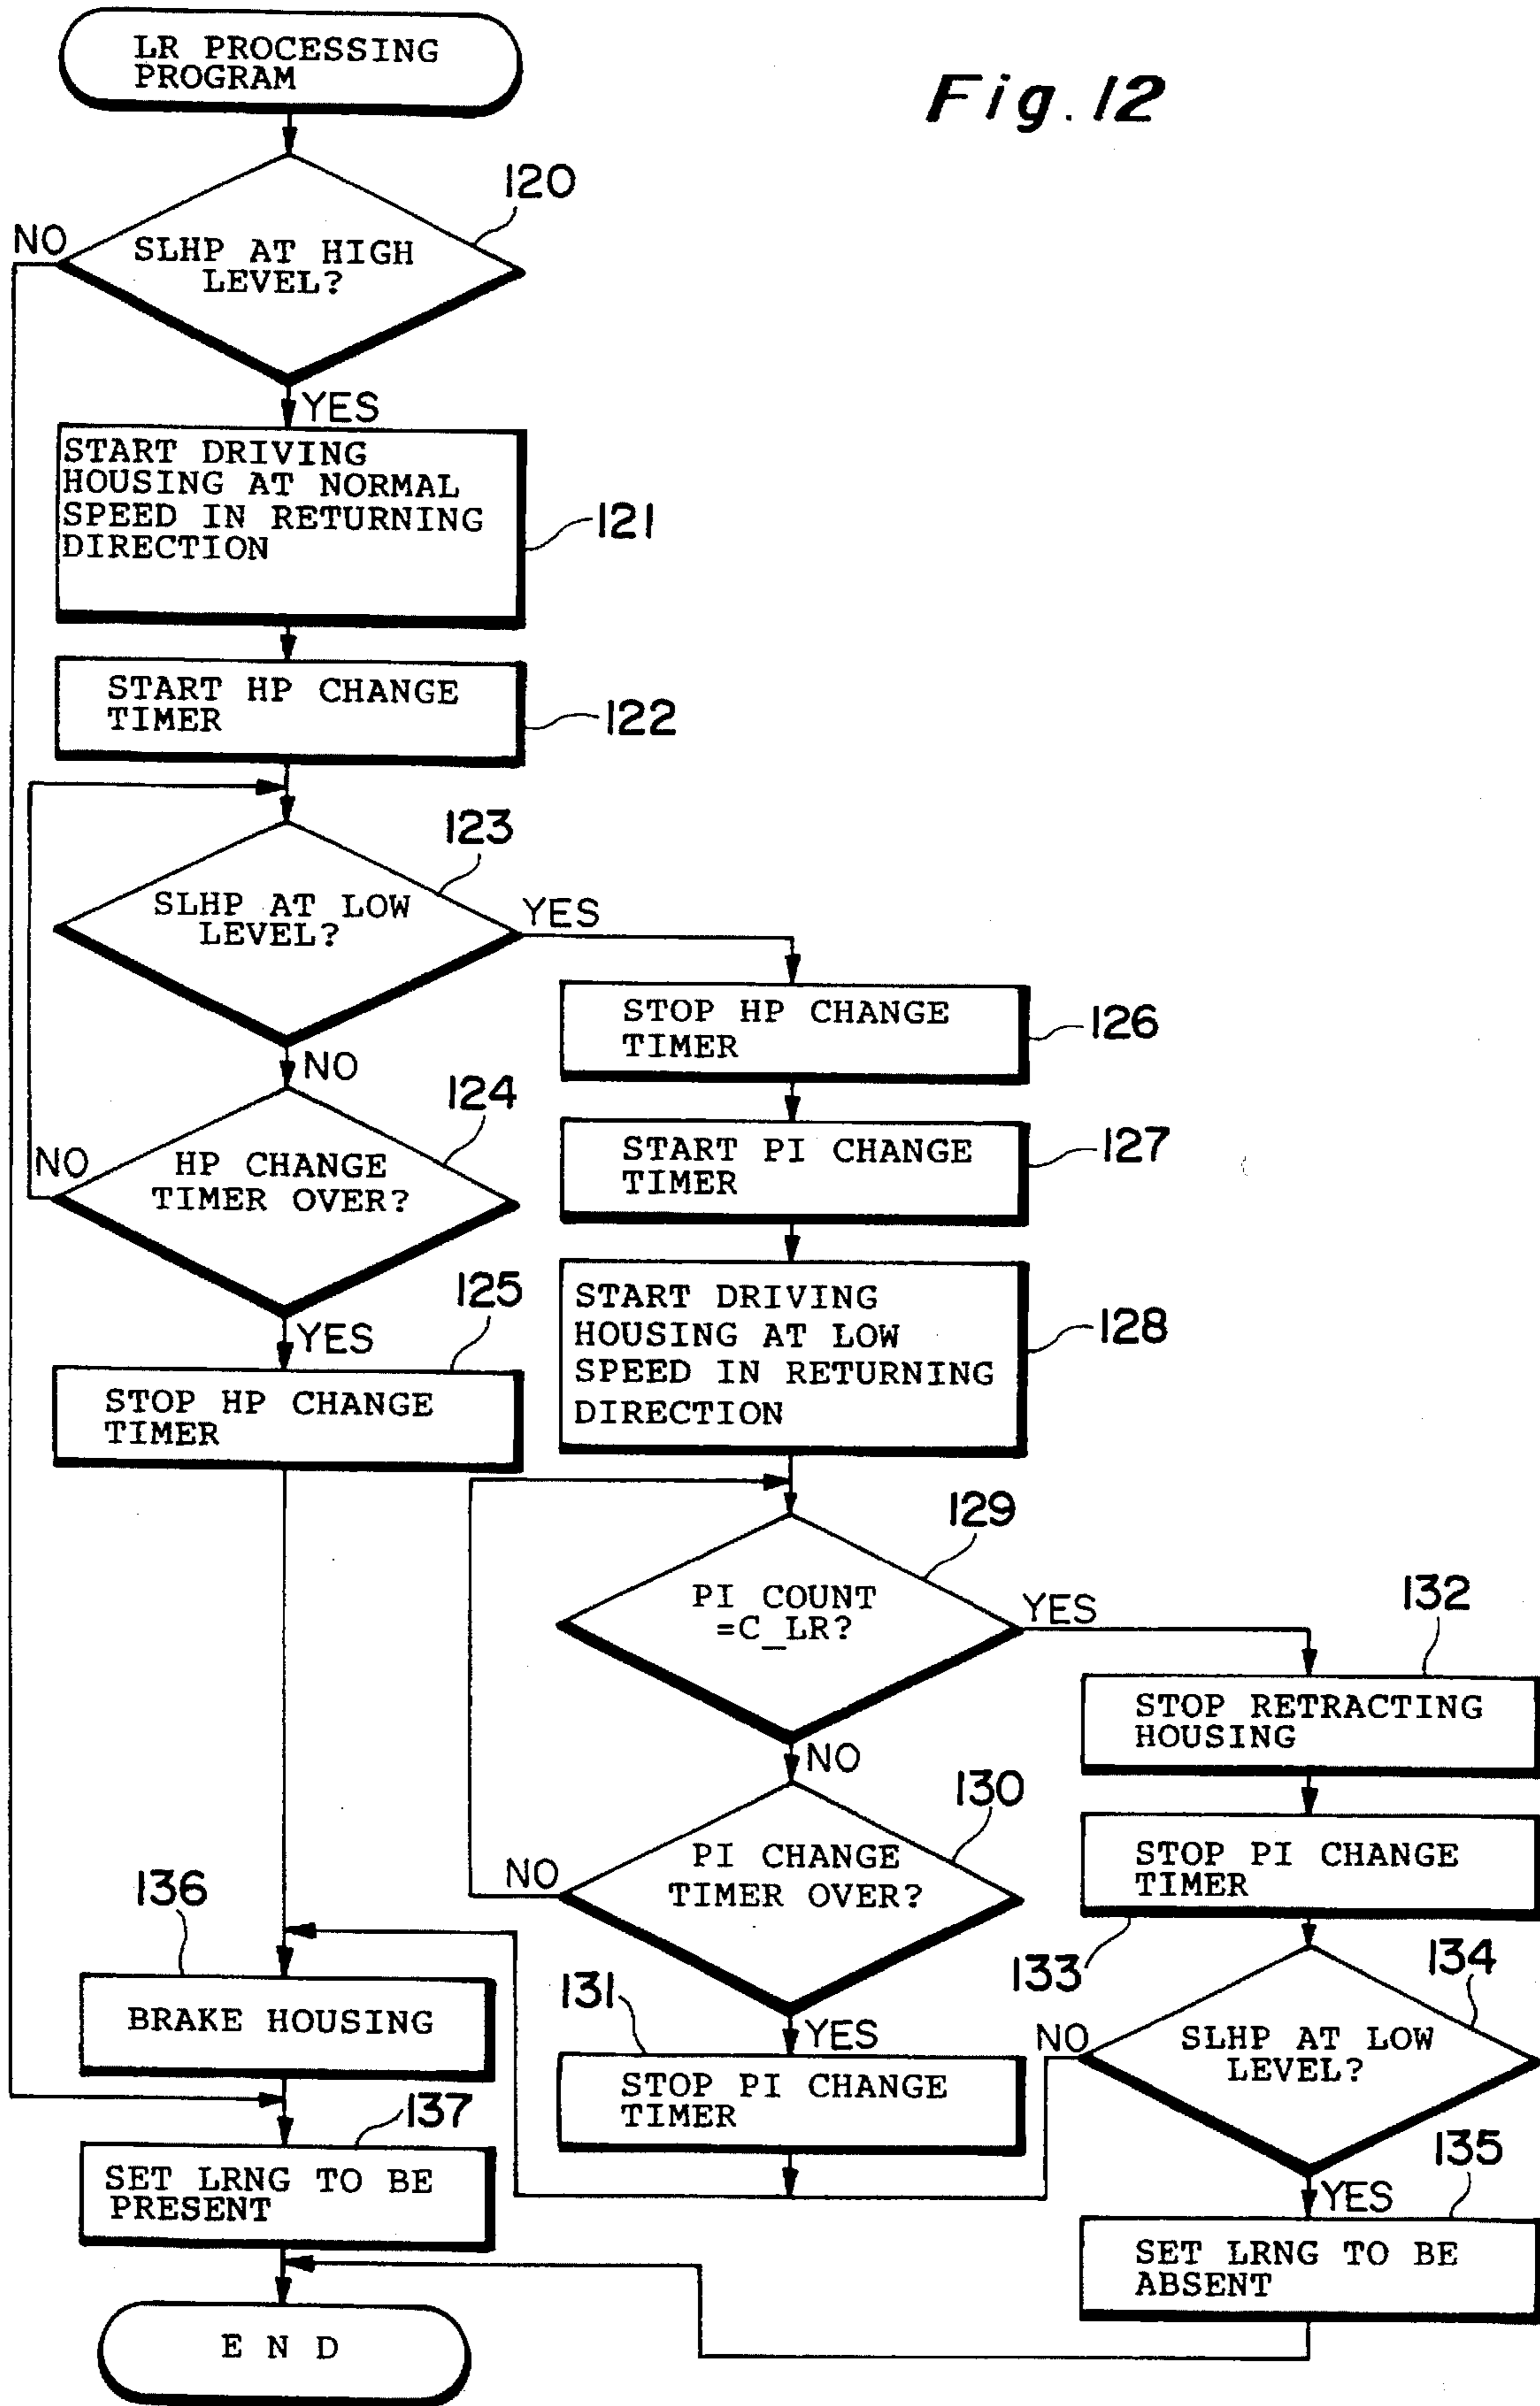 Fig.12
LR PROCESSING
PROGRAM
120
NO
SLHP AT HIGH
LEVEL?
YES
START DRIVING
HOUSING AT NORMAL
SPEED IN RETURNING
DIRECTION
121
START HP CHANGE
TIMER
122
123
SLHP AT LOW
LEVEL?
YES
NO
124
NO
HP CHANGE
TIMER OVER?
YES
125
STOP HP CHANGE
TIMER
STOP HP CHANGE
TIMER
126
START PI CHANGE
TIMER
127
START DRIVING
HOUSING AT LOW
SPEED IN RETURNING
DIRECTION
128
129
PI COUNT
=C_LR?
YES
NO
130
NO
PI CHANGE
TIMER OVER?
YES
131
STOP PI CHANGE
TIMER
132
STOP RETRACTING
HOUSING
STOP PI CHANGE
TIMER
133
134
NO
SLHP AT LOW
LEVEL?
YES
135
SET LRNG TO BE
ABSENT
136
BRAKE HOUSING
137
SET LRNG TO BE
PRESENT
E N D